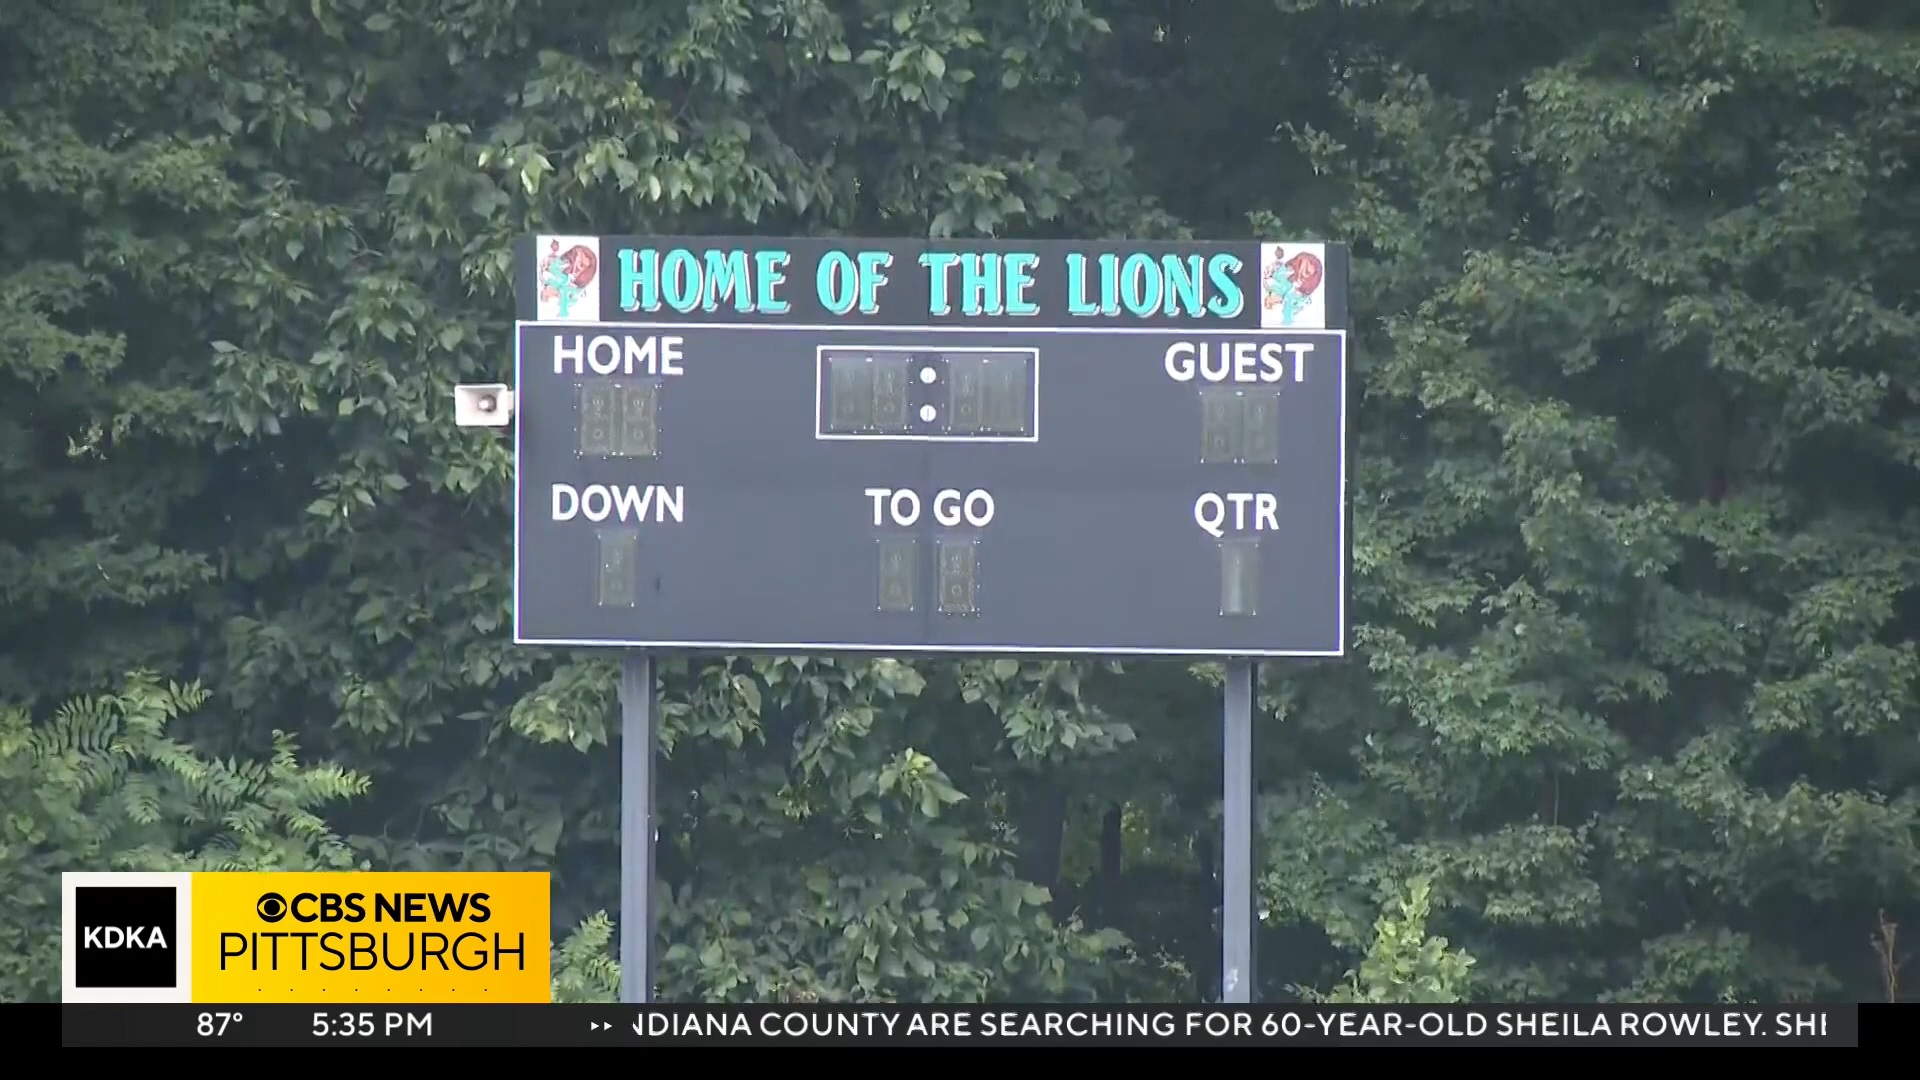 HOME OF THE LIONS
HOME
GUEST
DOWN
TO GO
QTR
KDKA
CBS NEWS
PITTSBURGH
87° 5:35 PM NDIANA COUNTY ARE SEARCHING FOR 60-YEAR-OLD SHEILA ROWLEY. SHE